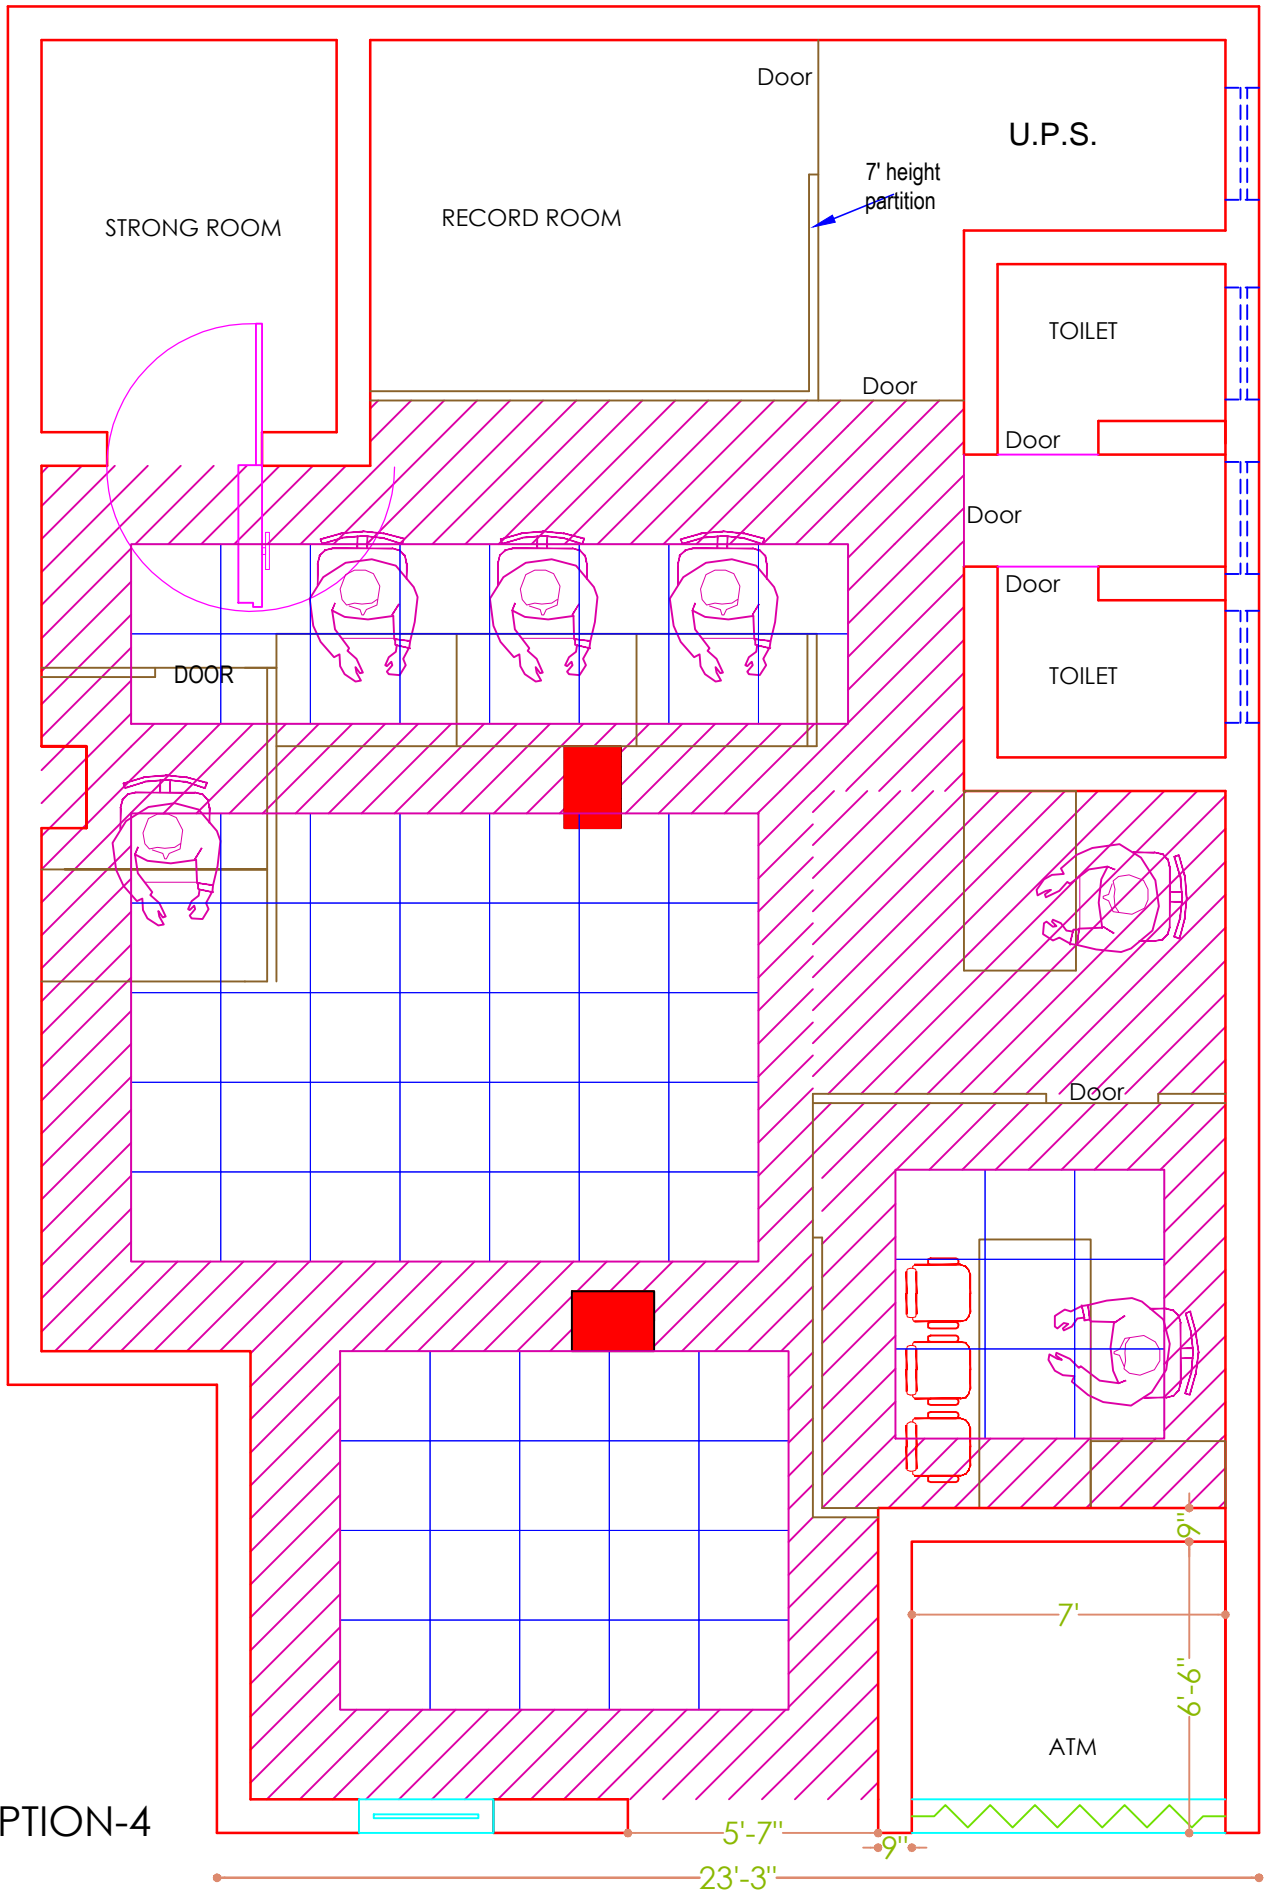 Door
U.P.S.
7' height
partition
STRONG ROOM
RECORD ROOM
TOILET
Door
Door
Door
Door
TOILET
DOOR
Door
9"
7'
6'-6"
ATM
PTION-4
5'-7"
9"
23'-3"